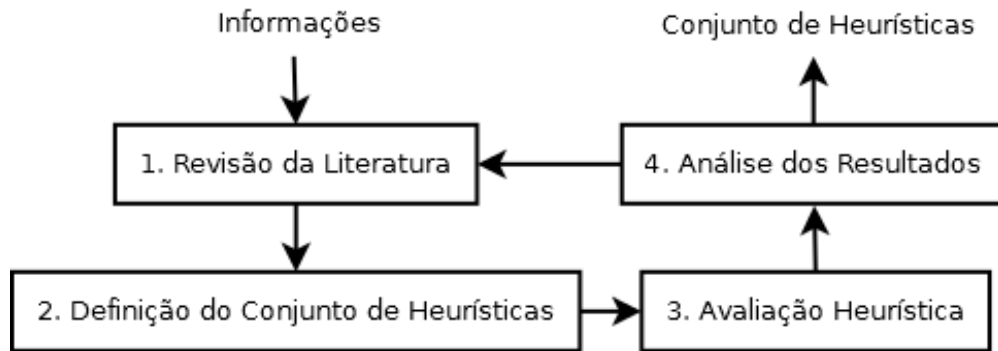 Informações
Conjunto de Heurísticas
1. Revisão da Literatura
4. Análise dos Resultados
2. Definição do Conjunto de Heurísticas
3. Avaliação Heurística